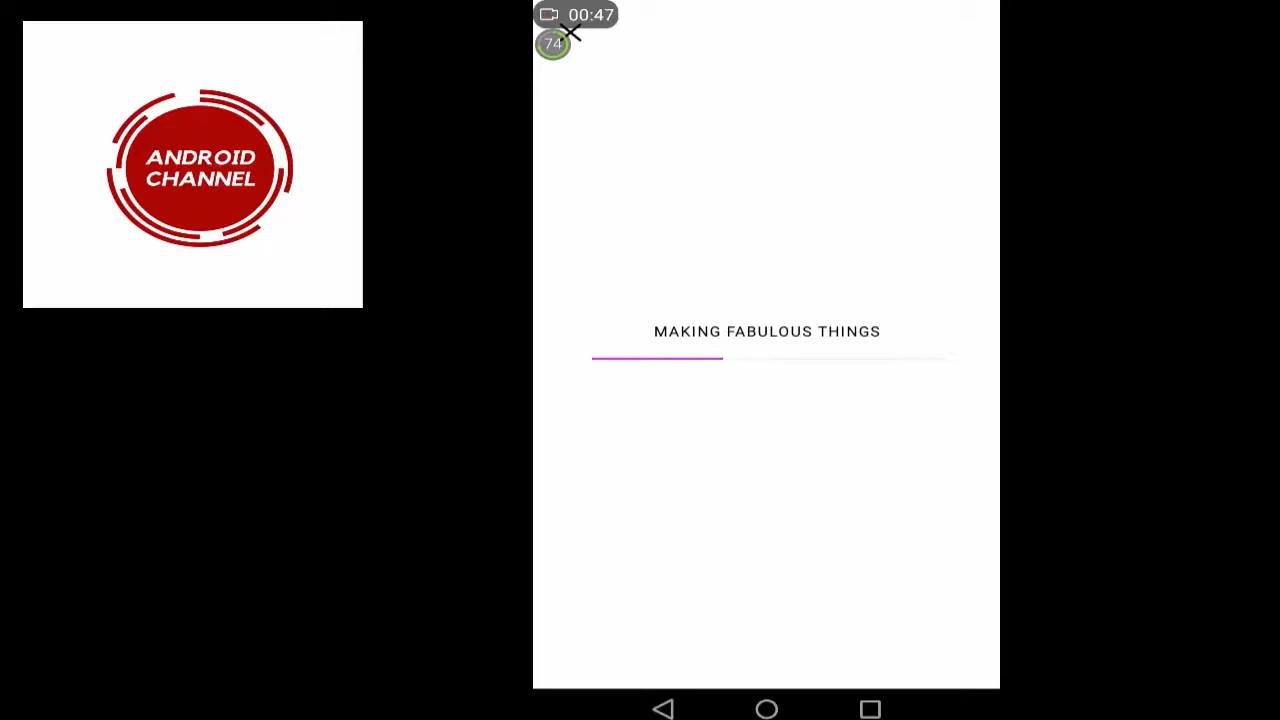 ANDROID
CHANNEL
00:47
74
MAKING FABULOUS THINGS